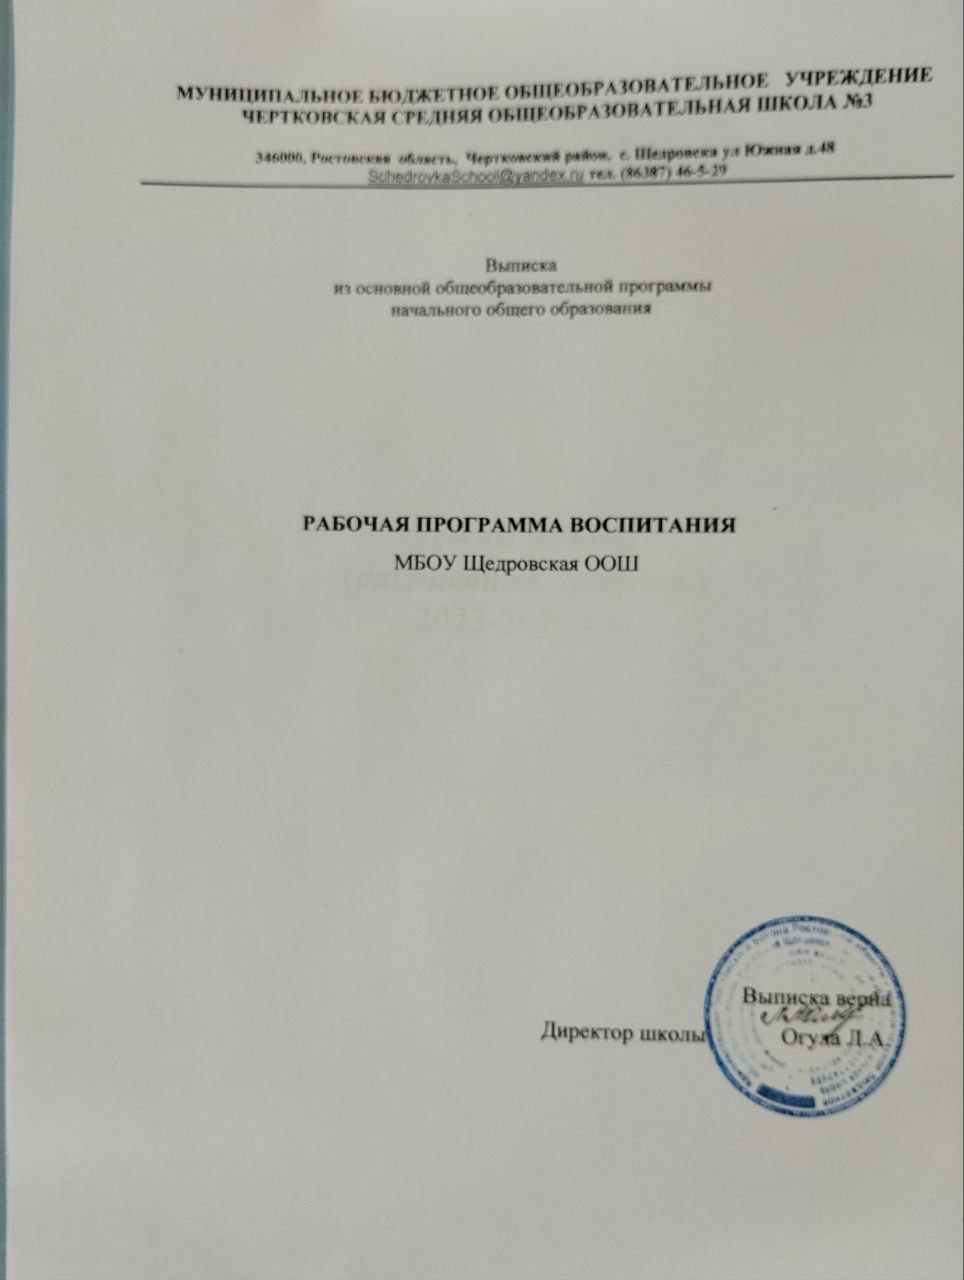 МУНИЦИПАЛЬНОЕ БЮДЖЕТНОЕ ОБЩЕОБРАЗОВАТЕЛЬНОЕ УЧРЕЖДЕНИЕ
ЧЕРТКОВСКАЯ СРЕДНЯЯ ОБЩЕОБРАЗОВАТЕЛЬНАЯ ШКОЛА №3
346000, Ростовская область, Чертковский район, с. Щедровка ул Южная д.48
SchedrovkaSchool@yandex.ru тел. (86387) 46-5-29
Выписка
из основной общеобразовательной программы
начального общего образования
РАБОЧАЯ ПРОГРАММА ВОСПИТАНИЯ
МБОУ Щедровская ООШ
Выписка верна
Директор школы Огула Л.А.